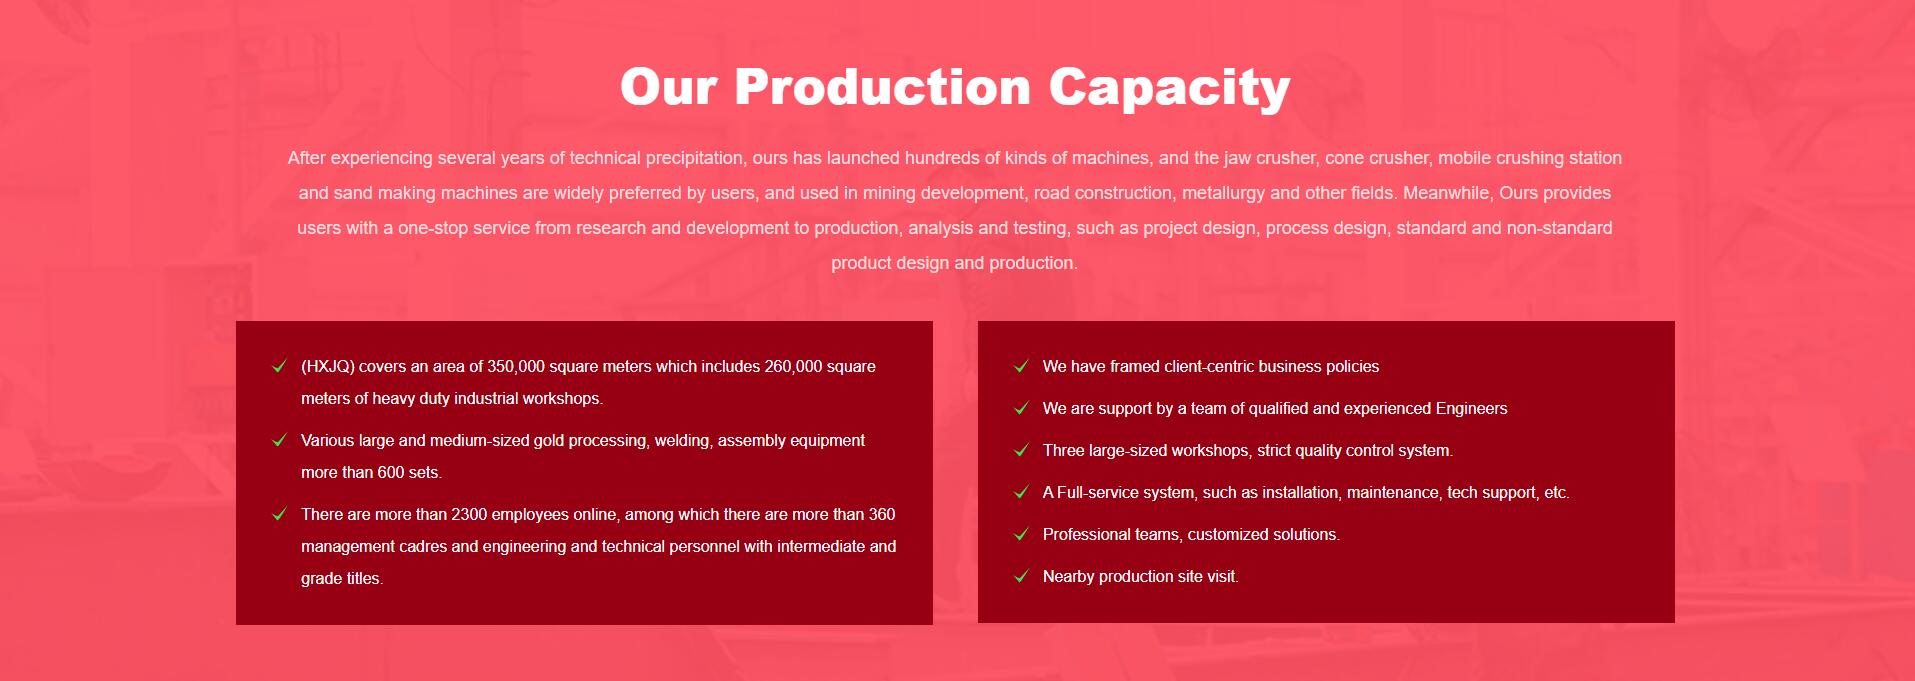 Our Production Capacity
After experiencing several years of technical precipitation, ours has launched hundreds of kinds of machines, and the jaw crusher, cone crusher, mobile crushing station
and sand making machines are widely preferred by users, and used in mining development, road construction, metallurgy and other fields. Meanwhile, Ours provides
users with a one-stop service from research and development to production, analysis and testing, such as project design, process design, standard and non-standard
product design and production.
(HXJQ) covers an area of 350,000 square meters which includes 260,000 square
meters of heavy duty industrial workshops.
Various large and medium-sized gold processing, welding, assembly equipment
more than 600 sets.
There are more than 2300 employees online, among which there are more than 360
management cadres and engineering and technical personnel with intermediate and
grade titles.
We have framed client-centric business policies
We are support by a team of qualified and experienced Engineers
Three large-sized workshops, strict quality control system.
A Full-service system, such as installation, maintenance, tech support, etc.
Professional teams, customized solutions.
Nearby production site visit.